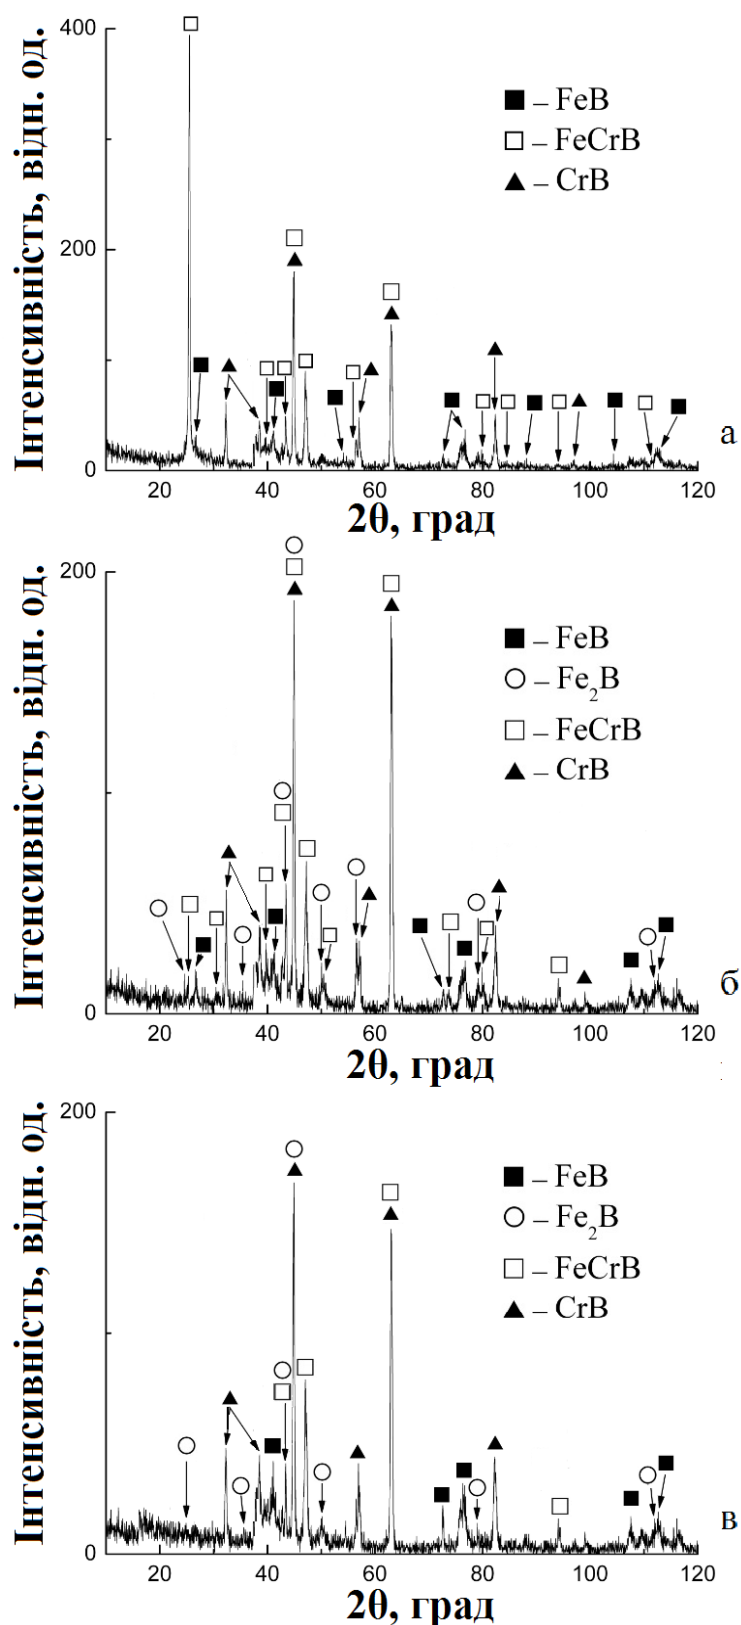 400
■ – FeB
□ – FeCrB
▲ – CrB
200
0
Інтенсивність, відн. од.
20 40 60 80 100 120
2θ, град
а
200
■ – FeB
○ – Fe₂B
□ – FeCrB
▲ – CrB
0
Інтенсивність, відн. од.
20 40 60 80 100 120
2θ, град
б
200
■ – FeB
○ – Fe₂B
□ – FeCrB
▲ – CrB
0
Інтенсивність, відн. од.
20 40 60 80 100 120
2θ, град
в